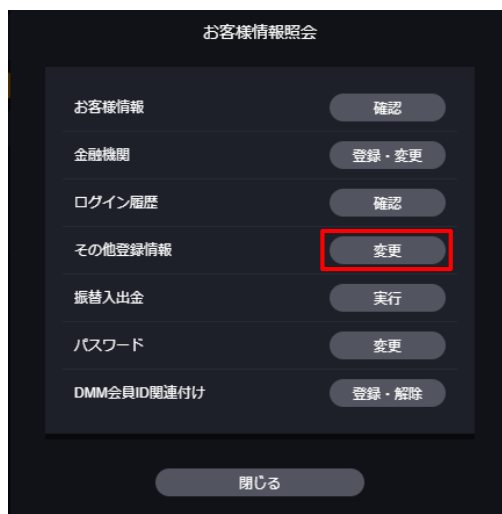 お客様情報照会
お客様情報 確認
金融機関 登録・変更
ログイン履歴 確認
その他登録情報 変更
振替入出金 実行
パスワード 変更
DMM会員ID関連付け 登録・解除
閉じる